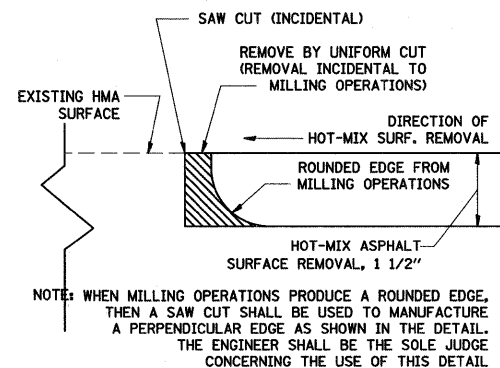 SAW CUT (INCIDENTAL)
REMOVE BY UNIFORM CUT
(REMOVAL INCIDENTAL TO
MILLING OPERATIONS)
EXISTING HMA
SURFACE
DIRECTION OF
HOT-MIX SURF. REMOVAL
ROUNDED EDGE FROM
MILLING OPERATIONS
HOT-MIX ASPHALT
SURFACE REMOVAL, 1 1/2"
NOTE: WHEN MILLING OPERATIONS PRODUCE A ROUNDED EDGE,
THEN A SAW CUT SHALL BE USED TO MANUFACTURE
A PERPENDICULAR EDGE AS SHOWN IN THE DETAIL.
THE ENGINEER SHALL BE THE SOLE JUDGE
CONCERNING THE USE OF THIS DETAIL